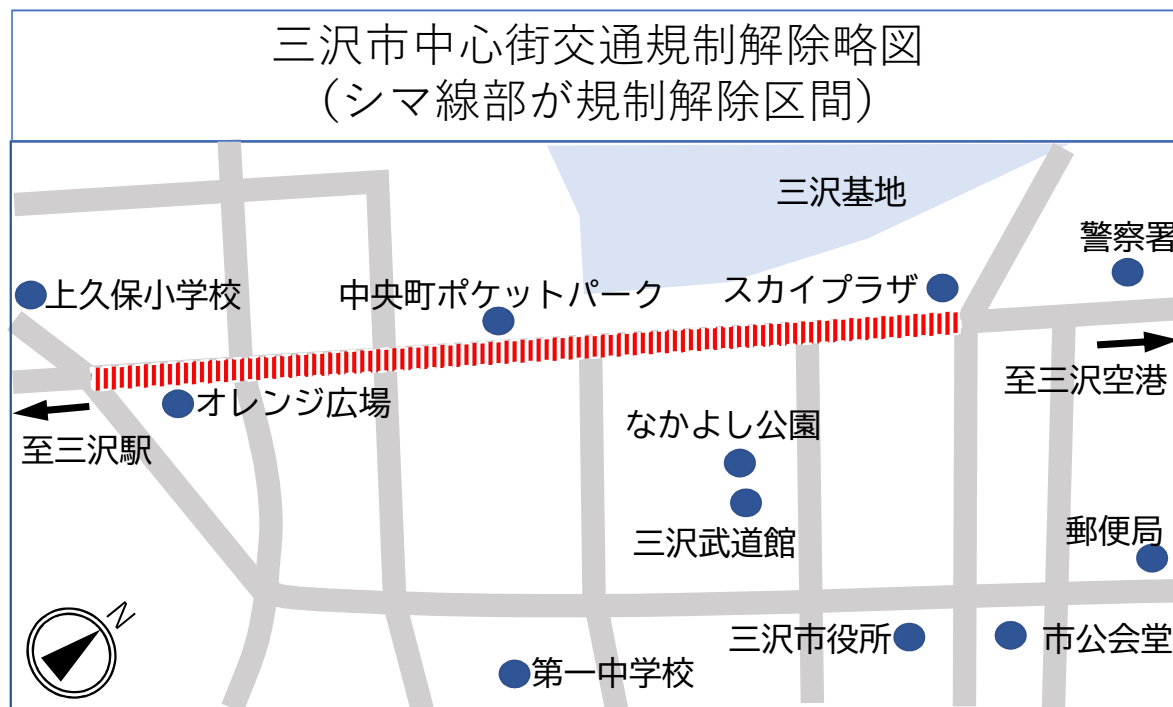 三沢市中心街交通規制解除略図
（シマ線部が規制解除区間）
三沢基地
警察署
上久保小学校
中央町ポケットパーク
スカイプラザ
至三沢空港
オレンジ広場
なかよし公園
至三沢駅
三沢武道館
郵便局
N
三沢市役所
市公会堂
第一中学校